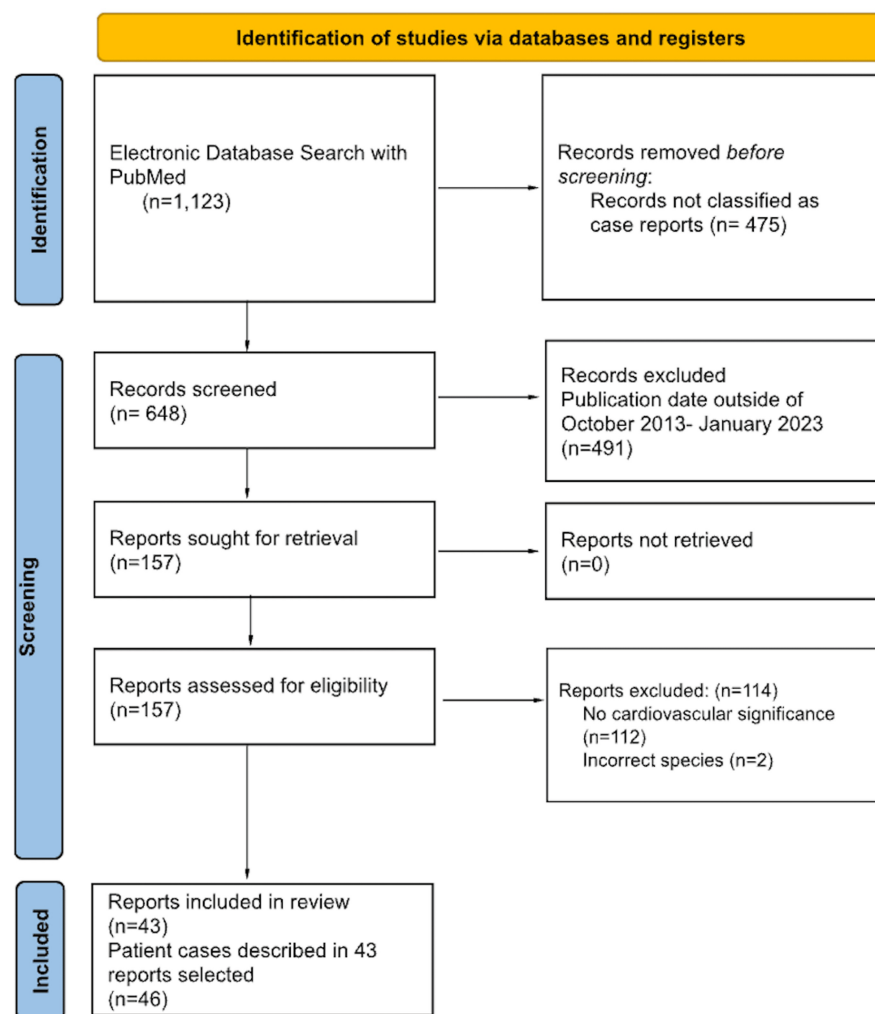 Identification of studies via databases and registers
Identification
Electronic Database Search with
PubMed
(n=1,123)
Records removed before
screening:
Records not classified as
case reports (n= 475)
Screening
Records screened
(n= 648)
Records excluded
Publication date outside of
October 2013- January 2023
(n=491)
Reports sought for retrieval
(n=157)
Reports not retrieved
(n=0)
Reports assessed for eligibility
(n=157)
Reports excluded: (n=114)
No cardiovascular significance
(n=112)
Incorrect species (n=2)
Included
Reports included in review
(n=43)
Patient cases described in 43
reports selected
(n=46)